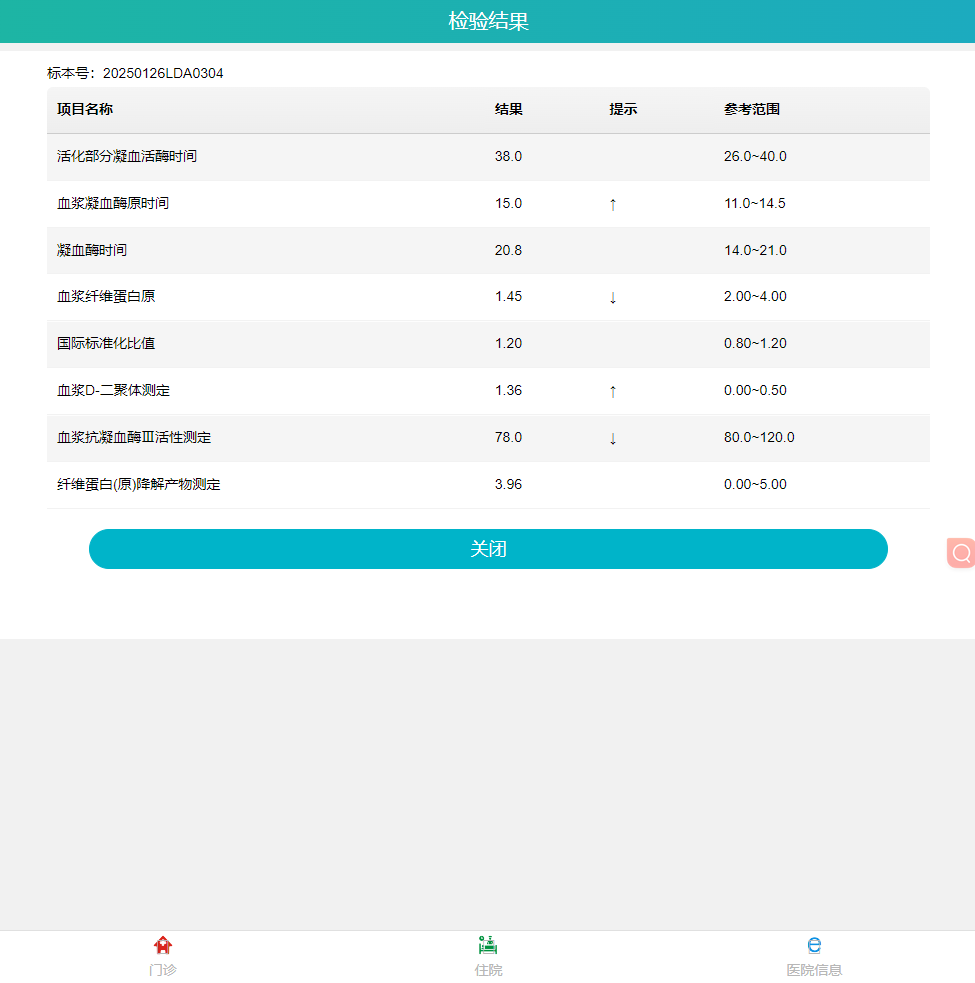 检验结果
标本号：20250126LDA0304
项目名称 结果 提示 参考范围
活化部分凝血活酶时间 38.0 26.0~40.0
血浆凝血酶原时间 15.0 ↑ 11.0~14.5
凝血酶时间 20.8 14.0~21.0
血浆纤维蛋白原 1.45 ↓ 2.00~4.00
国际标准化比值 1.20 0.80~1.20
血浆D-二聚体测定 1.36 ↑ 0.00~0.50
血浆抗凝血酶Ⅲ活性测定 78.0 ↓ 80.0~120.0
纤维蛋白(原)降解产物测定 3.96 0.00~5.00
关闭
门诊 住院 医院信息